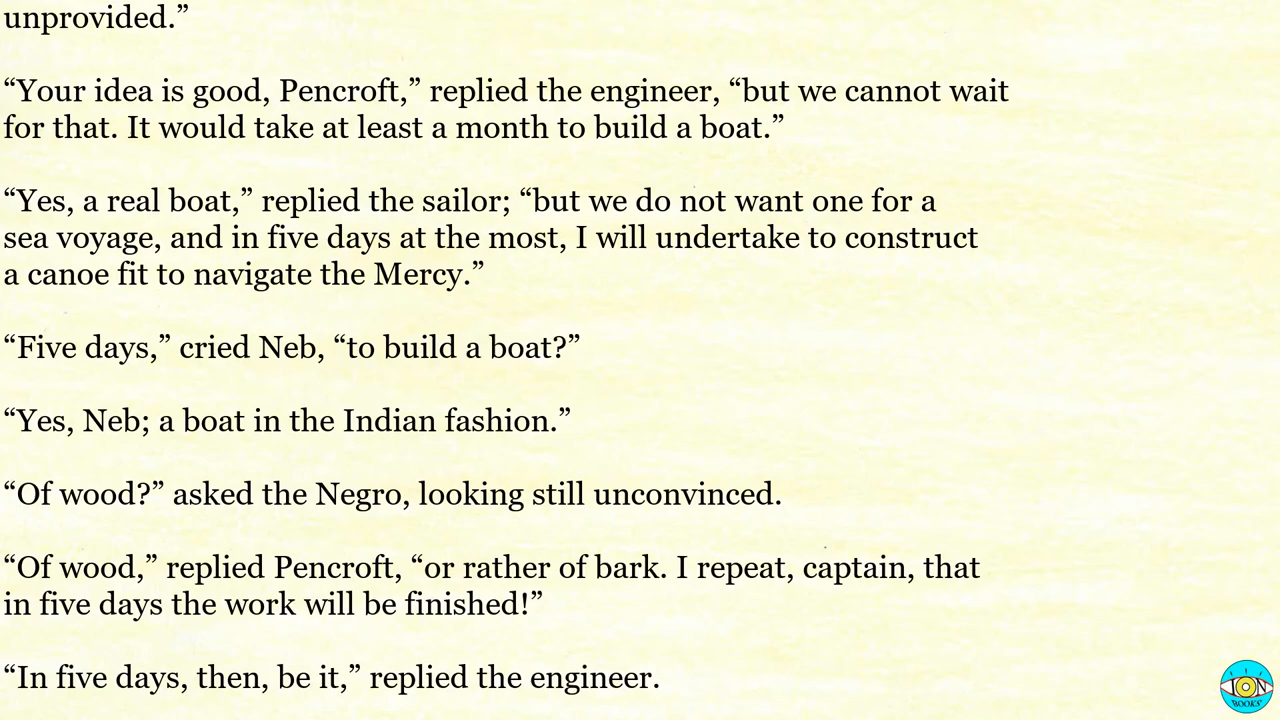 unprovided.”
“Your idea is good, Pencroft,” replied the engineer, “but we cannot wait
for that. It would take at least a month to build a boat.”
“Yes, a real boat,” replied the sailor; “but we do not want one for a
sea voyage, and in five days at the most, I will undertake to construct
a canoe fit to navigate the Mercy.”
“Five days,” cried Neb, “to build a boat?”
“Yes, Neb; a boat in the Indian fashion.”
“Of wood?” asked the Negro, looking still unconvinced.
“Of wood,” replied Pencroft, “or rather of bark. I repeat, captain, that
in five days the work will be finished!”
“In five days, then, be it,” replied the engineer.
ION
BOOKS